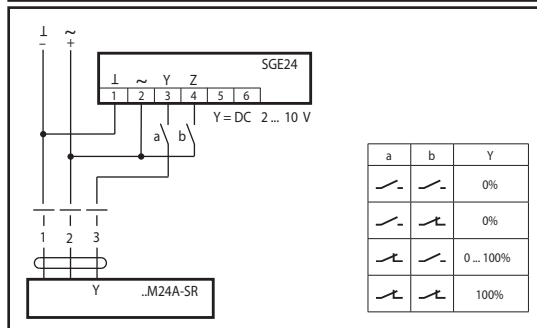 ⊥ ~
– +
SGE24
⊥ ~ Y Z
1 2 3 4 5 6
Y = DC 2 ... 10 V
a b
1 2 3
Y ..M24A-SR
a b Y
0%
0%
0 ... 100%
100%